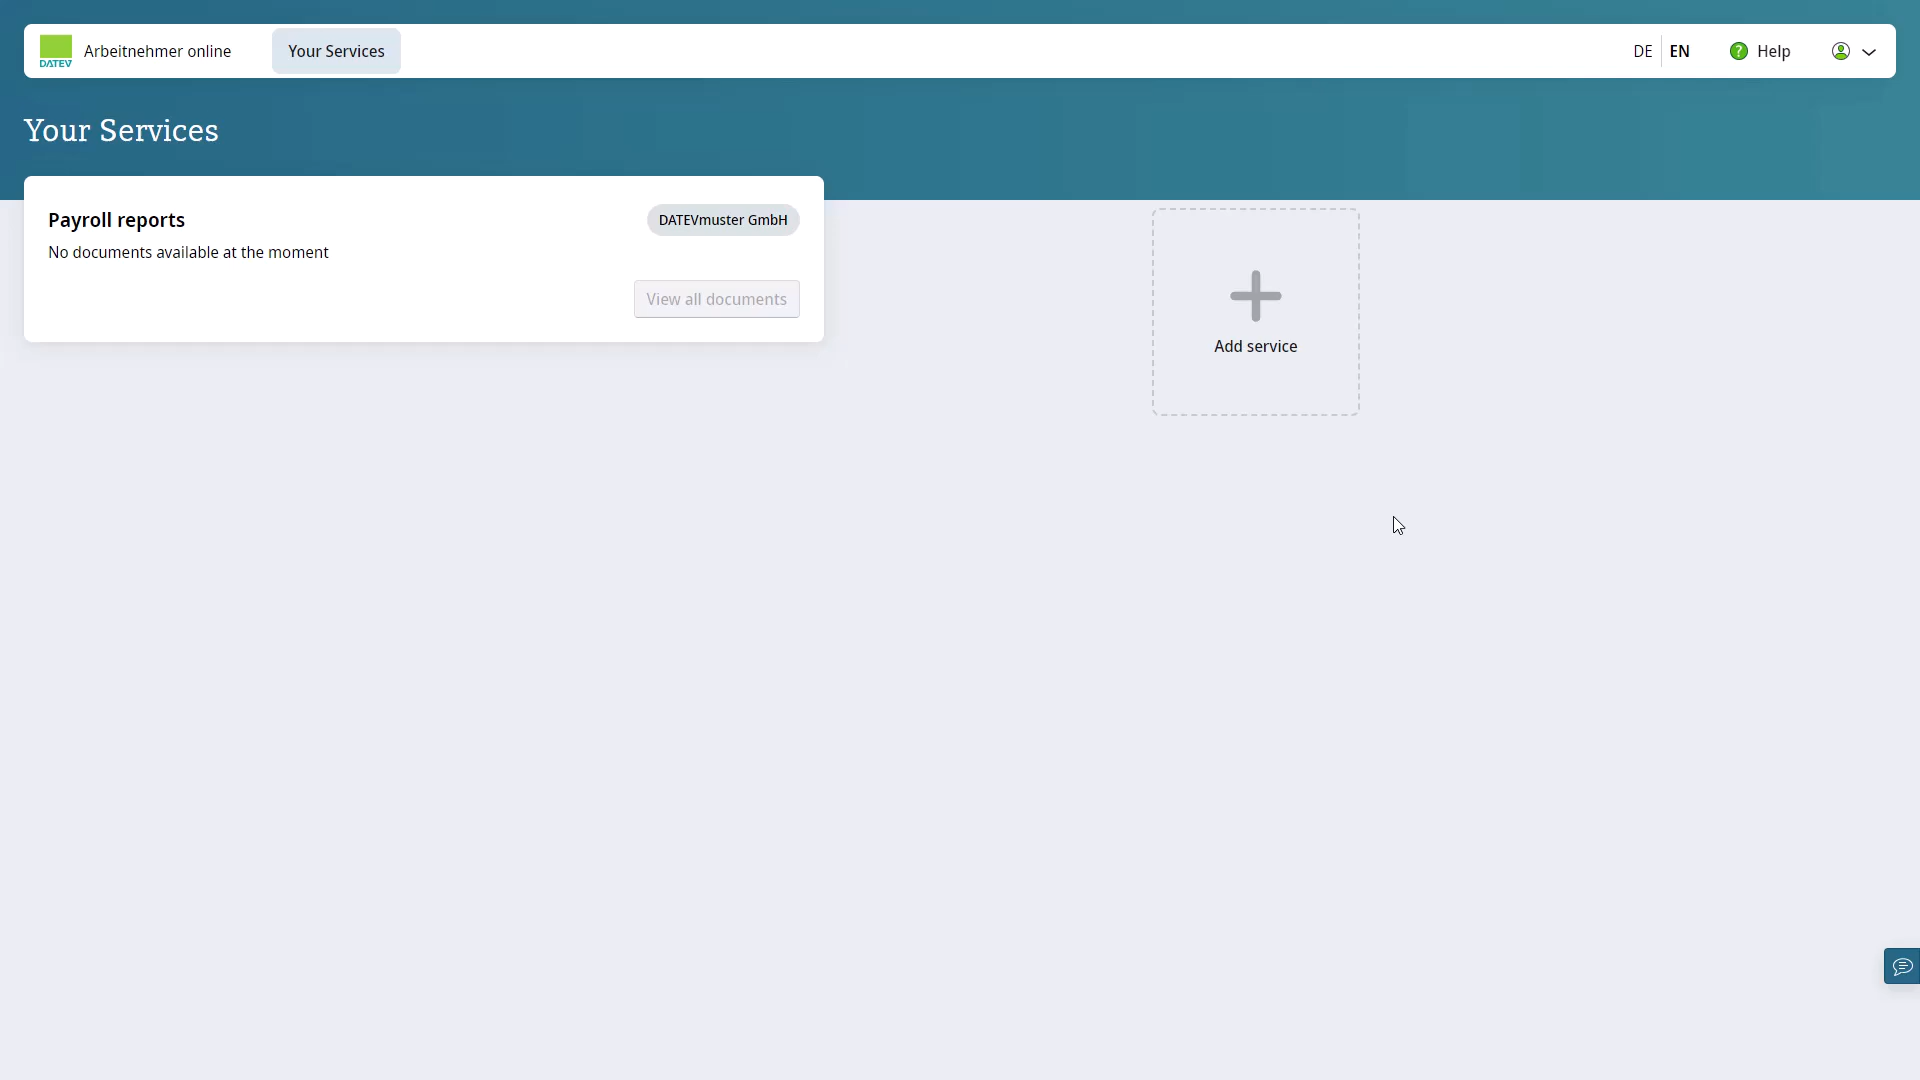 DATEV
Arbeitnehmer online
Your Services
DE
EN
? Help
Your Services
Payroll reports
DATEVmuster GmbH
No documents available at the moment
View all documents
Add service